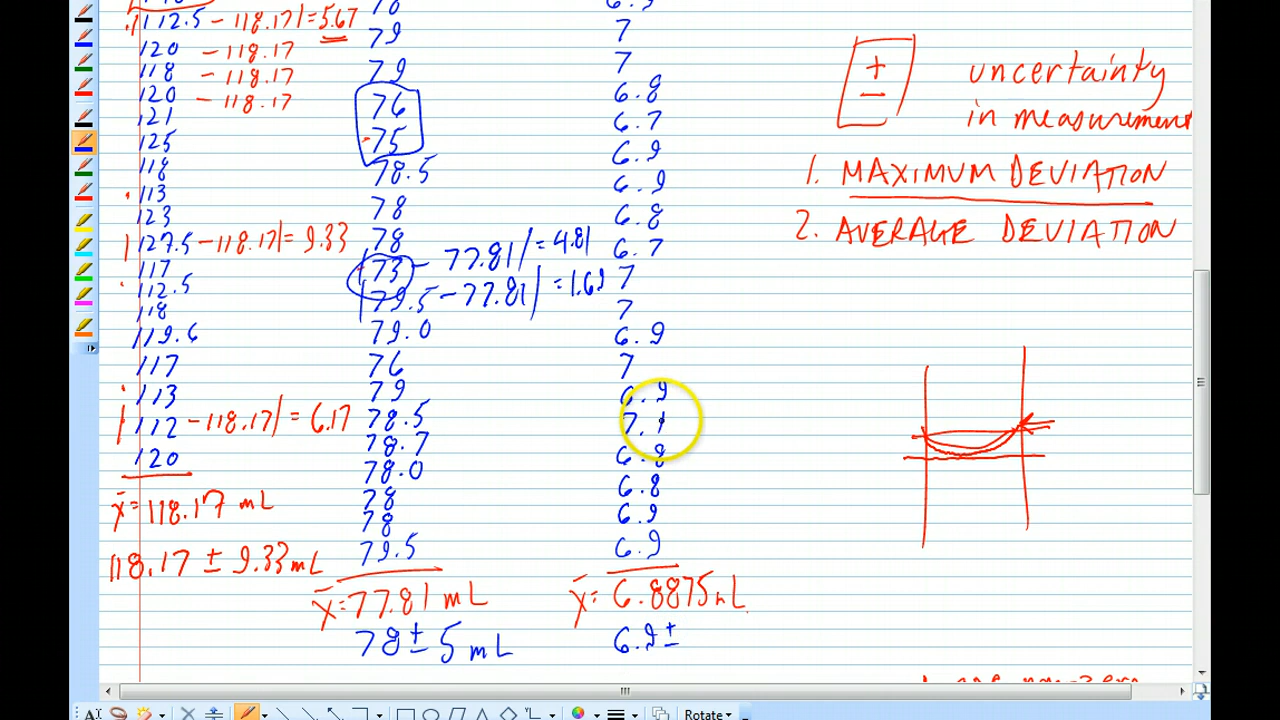 |112.5 - 118.17| = 5.67
120 - 118.17
118 - 118.17
120 - 118.17
121
125
118
113
123
|127.5 - 118.17| = 9.33
117
112.5
118
119.6
117
113
|112 - 118.17| = 6.17
120
x̄ = 118.17 mL
118.17 ± 9.33 mL
78
79
79
76
75
78.5
78
78
|73 - 77.81| = 4.81
|79.5 - 77.81| = 1.69
79.0
76
79
78.5
78.7
78.0
78
78
79.5
x̄ = 77.81 mL
78 ± 5 mL
6.9
7
7
6.8
6.7
6.9
6.9
6.8
6.7
7
7
6.9
7
6.9
7.1
6.8
6.8
6.9
6.9
x̄ = 6.8875 mL
6.9 ±
± uncertainty
in measurement
1. MAXIMUM DEVIATION
2. AVERAGE DEVIATION
Rotate